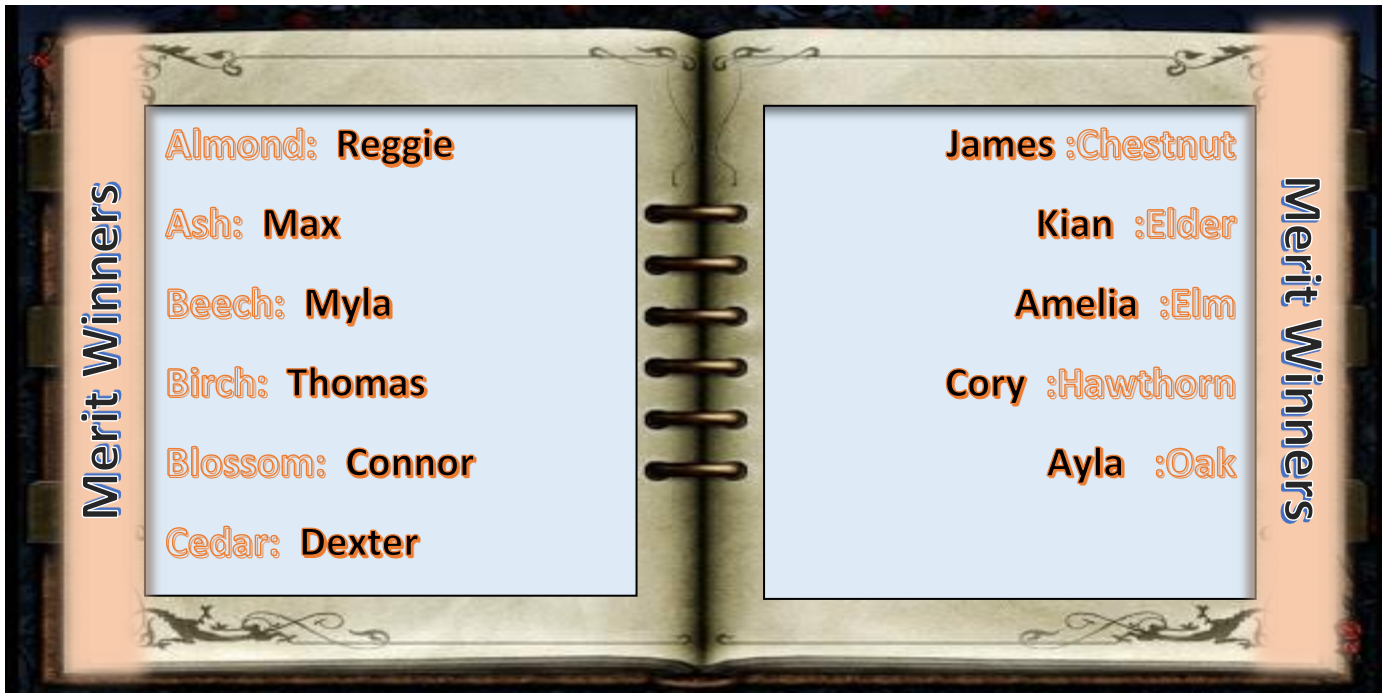 Merit Winners
Almond: Reggie
Ash: Max
Beech: Myla
Birch: Thomas
Blossom: Connor
Cedar: Dexter
James :Chestnut
Kian :Elder
Amelia :Elm
Cory :Hawthorn
Ayla :Oak
Merit Winners